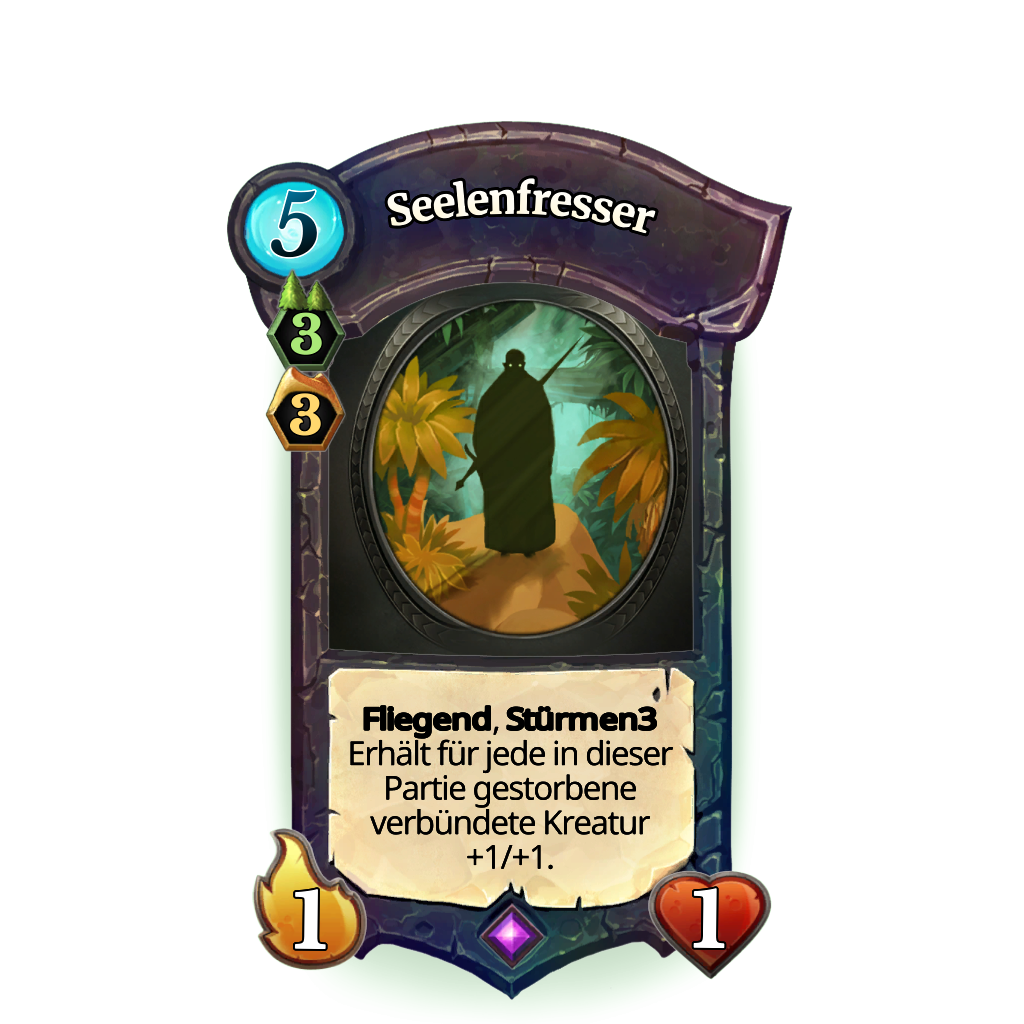 Seelenfresser
5
3
3
Fliegend, Stürmen3
Erhält für jede in dieser
Partie gestorbene
verbündete Kreatur
+1/+1.
1
1